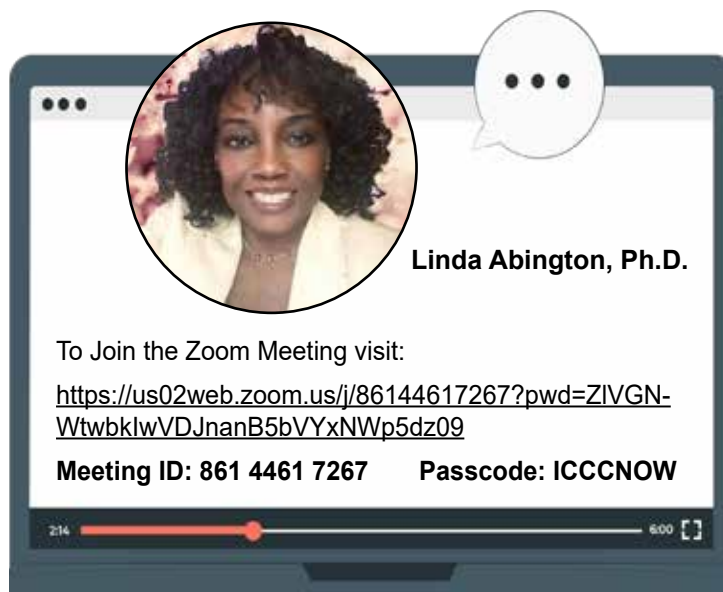 Linda Abington, Ph.D.
To Join the Zoom Meeting visit:
https://us02web.zoom.us/j/86144617267?pwd=ZlVGN-
WtwbklwVDJnanB5bVYxNWp5dz09
Meeting ID: 861 4461 7267 Passcode: ICCCNOW
2:14 6:00